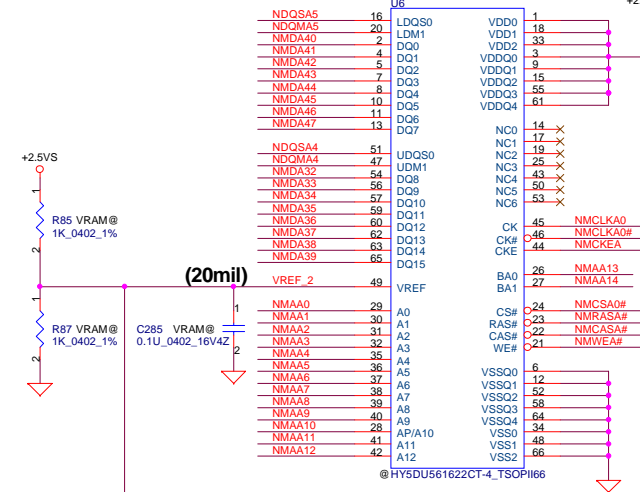 U6
NDQSA5 16 LDQS0 VDD0 1
NDQMA5 20 LDM1 VDD1 18
NMDA40 2 DQ0 VDD2 33
NMDA41 4 DQ1 VDDQ0 3
NMDA42 5 DQ2 VDDQ1 9
NMDA43 7 DQ3 VDDQ2 15
NMDA44 8 DQ4 VDDQ3 55
NMDA45 10 DQ5 VDDQ4 61
NMDA46 11 DQ6
NMDA47 13 DQ7 NC0 14
NC1 17
NDQSA4 51 UDQS0 NC2 19
NDQMA4 47 UDM1 NC3 25
NMDA32 54 DQ8 NC4 43
NMDA33 56 DQ9 NC5 50
NMDA34 57 DQ10 NC6 53
NMDA35 59 DQ11
NMDA36 60 DQ12 CK 45 NMCLKA0
NMDA37 62 DQ13 CK# 46 NMCLKA0#
NMDA38 63 DQ14 CKE 44 NMCKEA
NMDA39 65 DQ15
BA0 26 NMAA13
VREF_2 49 VREF BA1 27 NMAA14
NMAA0 29 A0 CS# 24 NMCSA0#
NMAA1 30 A1 RAS# 23 NMRASA#
NMAA2 31 A2 CAS# 22 NMCASA#
NMAA3 32 A3 WE# 21 NMWEA#
NMAA4 35 A4
NMAA5 36 A5 VSSQ0 6
NMAA6 37 A6 VSSQ1 12
NMAA7 38 A7 VSSQ2 52
NMAA8 39 A8 VSSQ3 58
NMAA9 40 A9 VSSQ4 64
NMAA10 28 AP/A10 VSS0 34
NMAA11 41 A11 VSS1 48
NMAA12 42 A12 VSS2 66
@HY5DU561622CT-4_TSOPII66
+2.5VS
1
R85 VRAM@
1K_0402_1%
2
(20mil)
1
R87 VRAM@
1K_0402_1%
2
1
C285 VRAM@
0.1U_0402_16V4Z
2